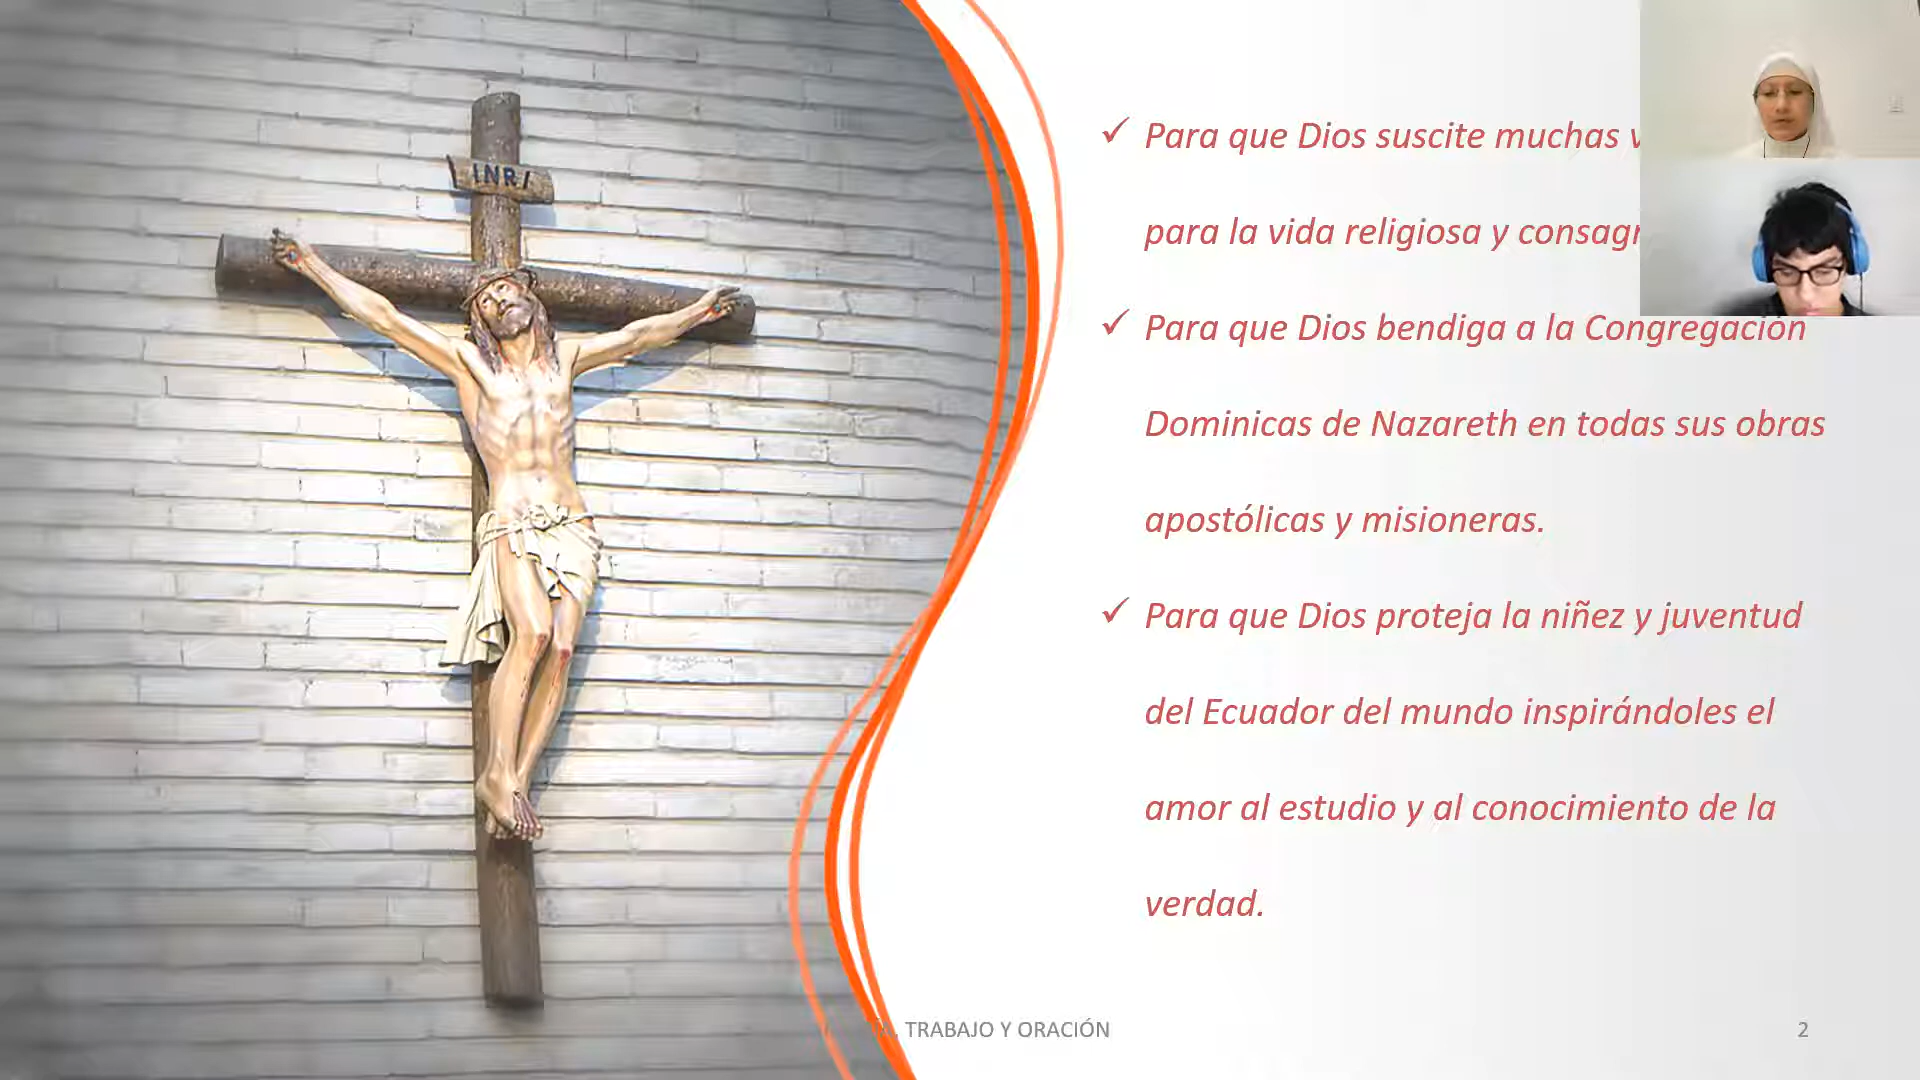 INRI
Para que Dios suscite muchas
para la vida religiosa y
Para que Dios bendiga a la Congregación
Dominicas de Nazareth en todas sus obras
apostólicas y misioneras.
Para que Dios proteja la niñez y juventud
del Ecuador del mundo inspirándoles el
amor al estudio y al conocimiento de la
verdad.
TRABAJO Y ORACIÓN
2